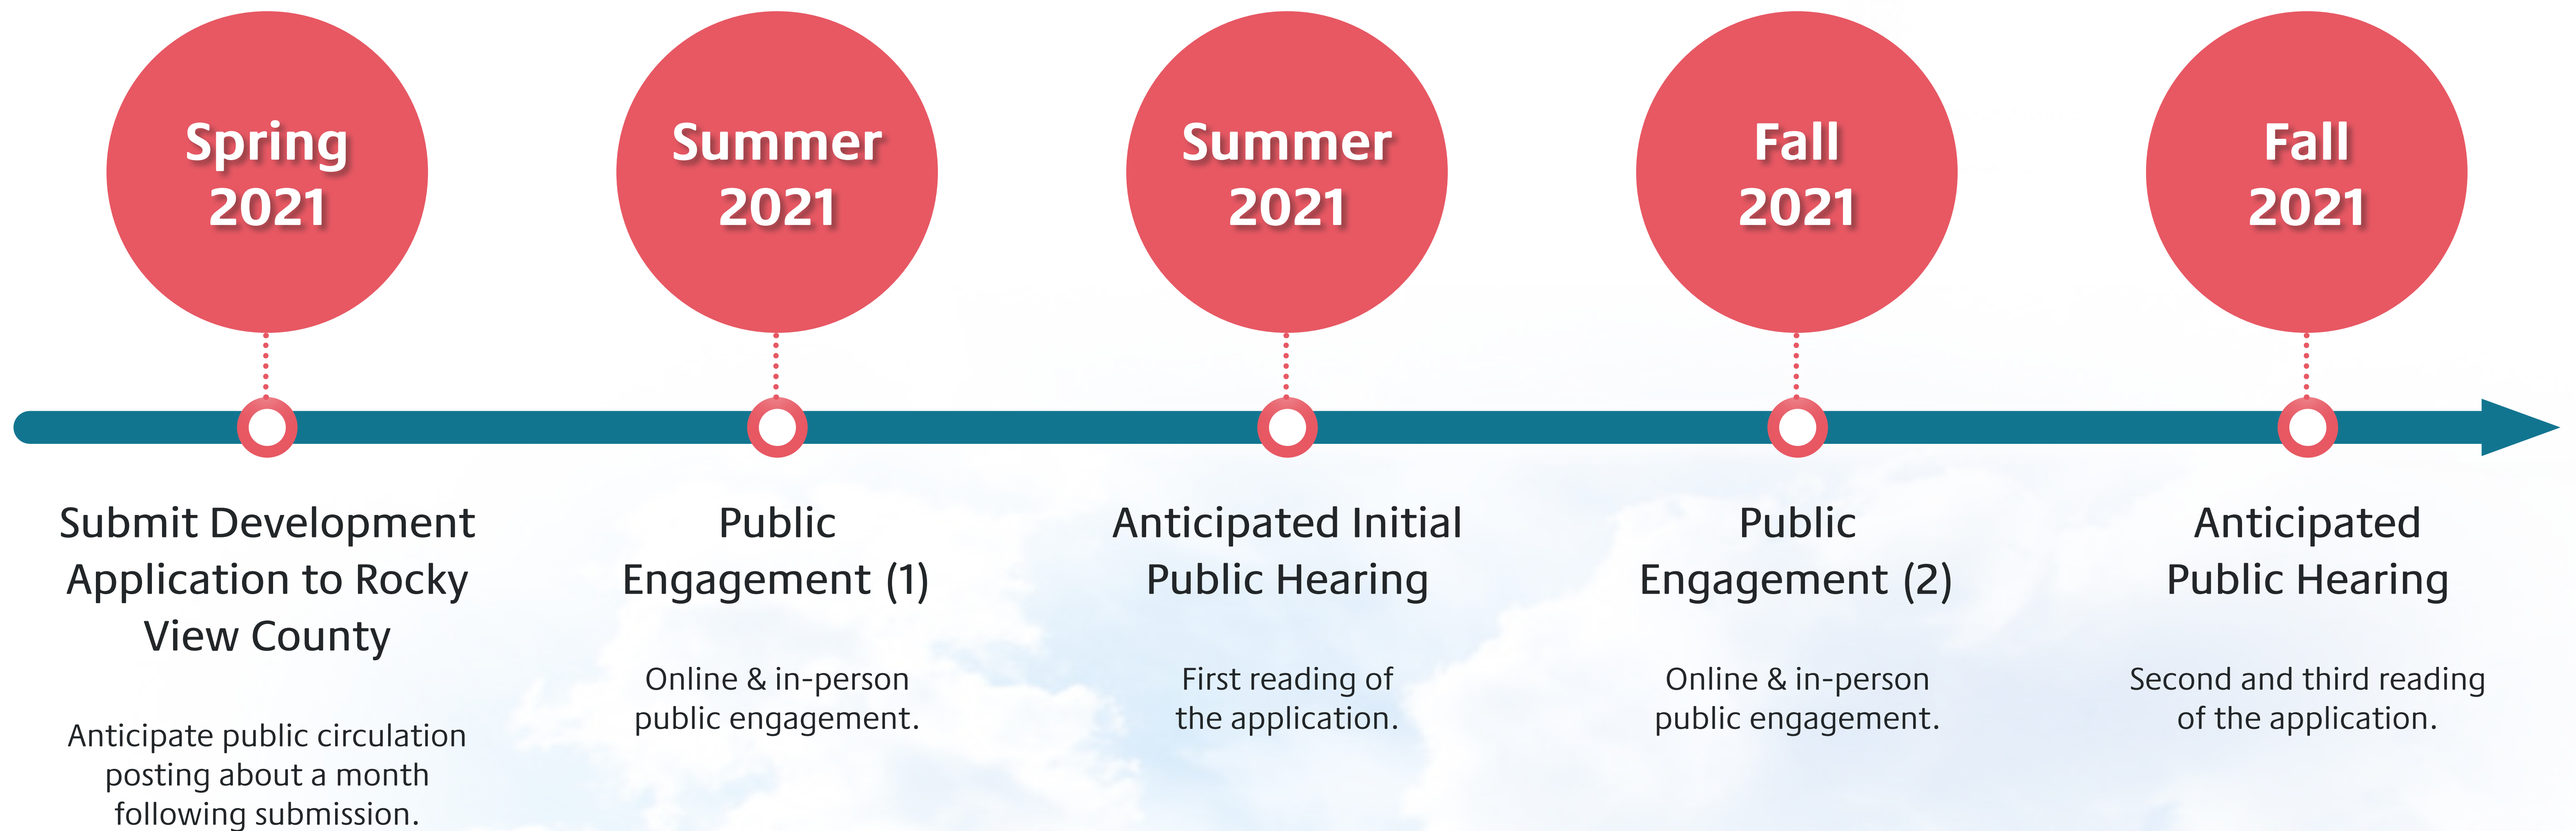 Spring
2021
Submit Development
Application to Rocky
View County
Anticipate public circulation
posting about a month
following submission.
Summer
2021
Public
Engagement (1)
Online & in-person
public engagement.
Summer
2021
Anticipated Initial
Public Hearing
First reading of
the application.
Fall
2021
Public
Engagement (2)
Online & in-person
public engagement.
Fall
2021
Anticipated
Public Hearing
Second and third reading
of the application.